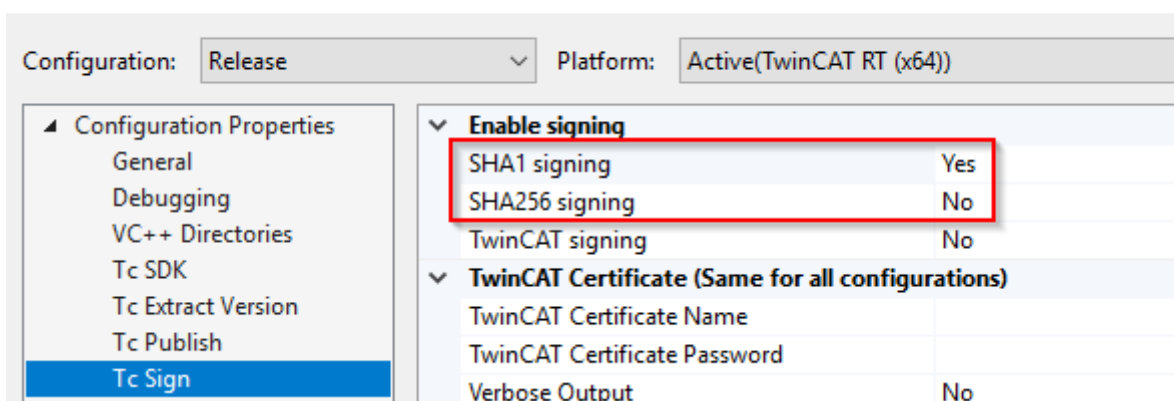 Configuration: Release Platform: Active(TwinCAT RT (x64))
Configuration Properties
General
Debugging
VC++ Directories
Tc SDK
Tc Extract Version
Tc Publish
Tc Sign
Enable signing
SHA1 signing Yes
SHA256 signing No
TwinCAT signing No
TwinCAT Certificate (Same for all configurations)
TwinCAT Certificate Name
TwinCAT Certificate Password
Verbose Output No